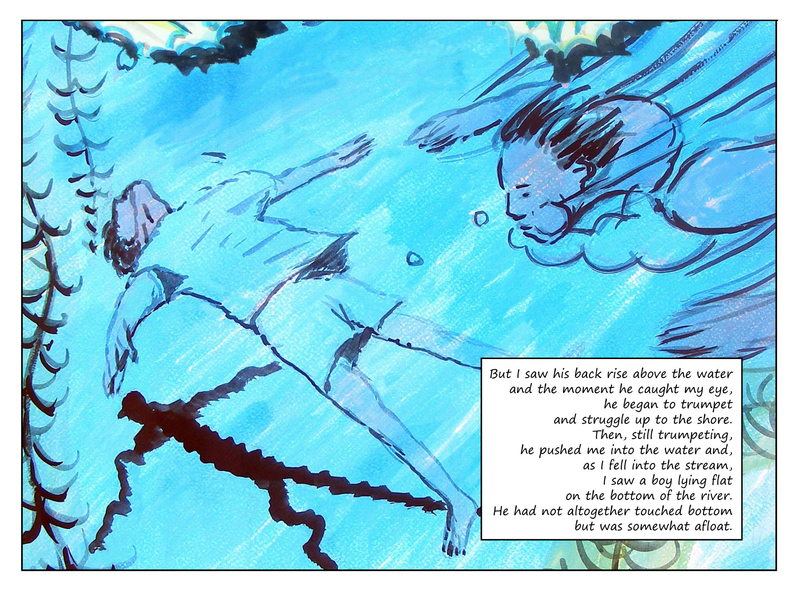 But I saw his back rise above the water
and the moment he caught my eye,
he began to trumpet
and struggle up to the shore.
Then, still trumpeting,
he pushed me into the water and,
as I fell into the stream,
I saw a boy lying flat
on the bottom of the river.
He had not altogether touched bottom
but was somewhat afloat.